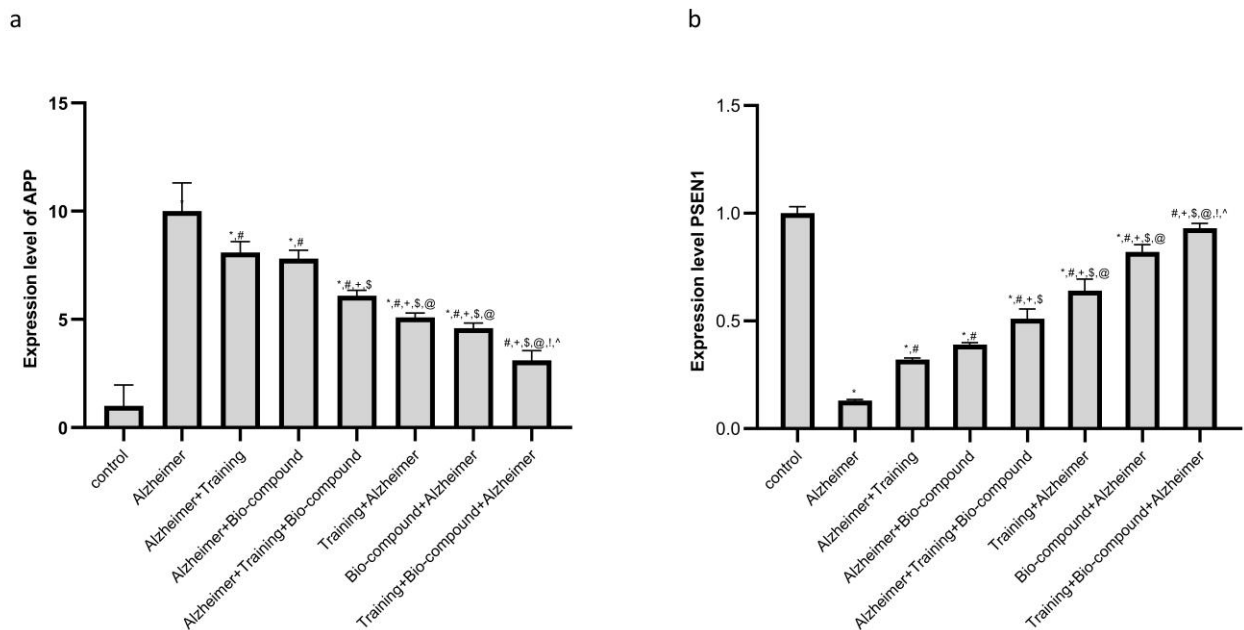 a
Expression level of APP
15
10
5
0
*
*,#
*,#
*,#,+,$
*,#,+,$,@
*,#,+,$,@
#,+,$,@,!,^
control
Alzheimer
Alzheimer+Training
Alzheimer+Bio-compound
Alzheimer+Training+Bio-compound
Training+Alzheimer
Bio-compound+Alzheimer
Training+Bio-compound+Alzheimer
b
Expression level PSEN1
1.5
1.0
0.5
0.0
*
*,#
*,#
*,#,+,$
*,#,+,$,@
*,#,+,$,@
#,+,$,@,!,^
control
Alzheimer
Alzheimer+Training
Alzheimer+Bio-compound
Alzheimer+Training+Bio-compound
Training+Alzheimer
Bio-compound+Alzheimer
Training+Bio-compound+Alzheimer